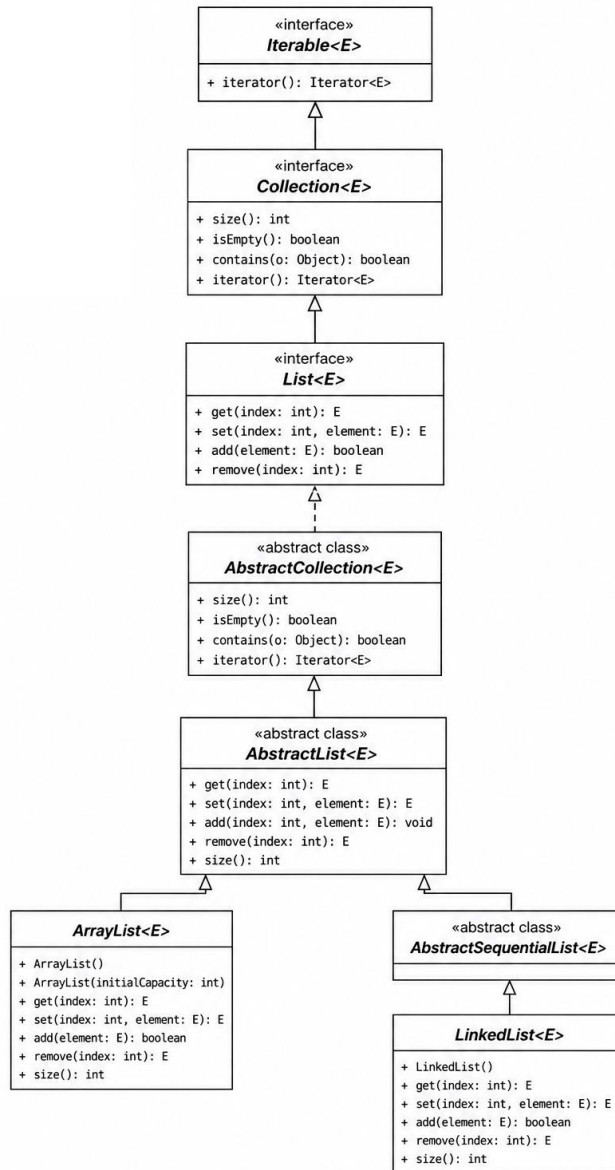 «interface»
Iterable<E>
+ iterator(): Iterator<E>
«interface»
Collection<E>
+ size(): int
+ isEmpty(): boolean
+ contains(o: Object): boolean
+ iterator(): Iterator<E>
«interface»
List<E>
+ get(index: int): E
+ set(index: int, element: E): E
+ add(element: E): boolean
+ remove(index: int): E
«abstract class»
AbstractCollection<E>
+ size(): int
+ isEmpty(): boolean
+ contains(o: Object): boolean
+ iterator(): Iterator<E>
«abstract class»
AbstractList<E>
+ get(index: int): E
+ set(index: int, element: E): E
+ add(index: int, element: E): void
+ remove(index: int): E
+ size(): int
ArrayList<E>
+ ArrayList()
+ ArrayList(initialCapacity: int)
+ get(index: int): E
+ set(index: int, element: E): E
+ add(element: E): boolean
+ remove(index: int): E
+ size(): int
«abstract class»
AbstractSequentialList<E>
LinkedList<E>
+ LinkedList()
+ get(index: int): E
+ set(index: int, element: E): E
+ add(element: E): boolean
+ remove(index: int): E
+ size(): int